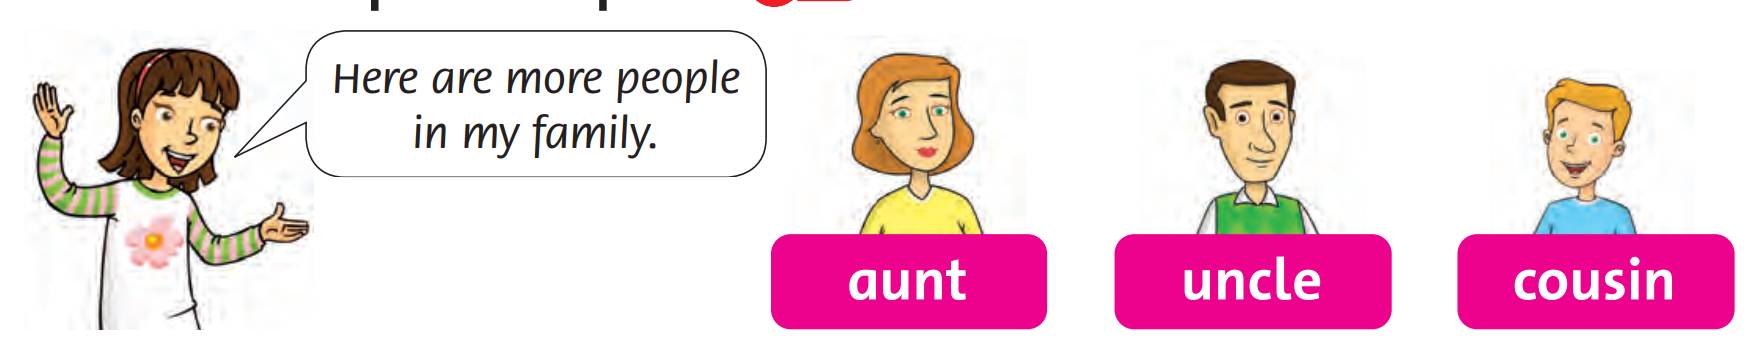 Here are more people
in my family.
aunt
uncle
cousin